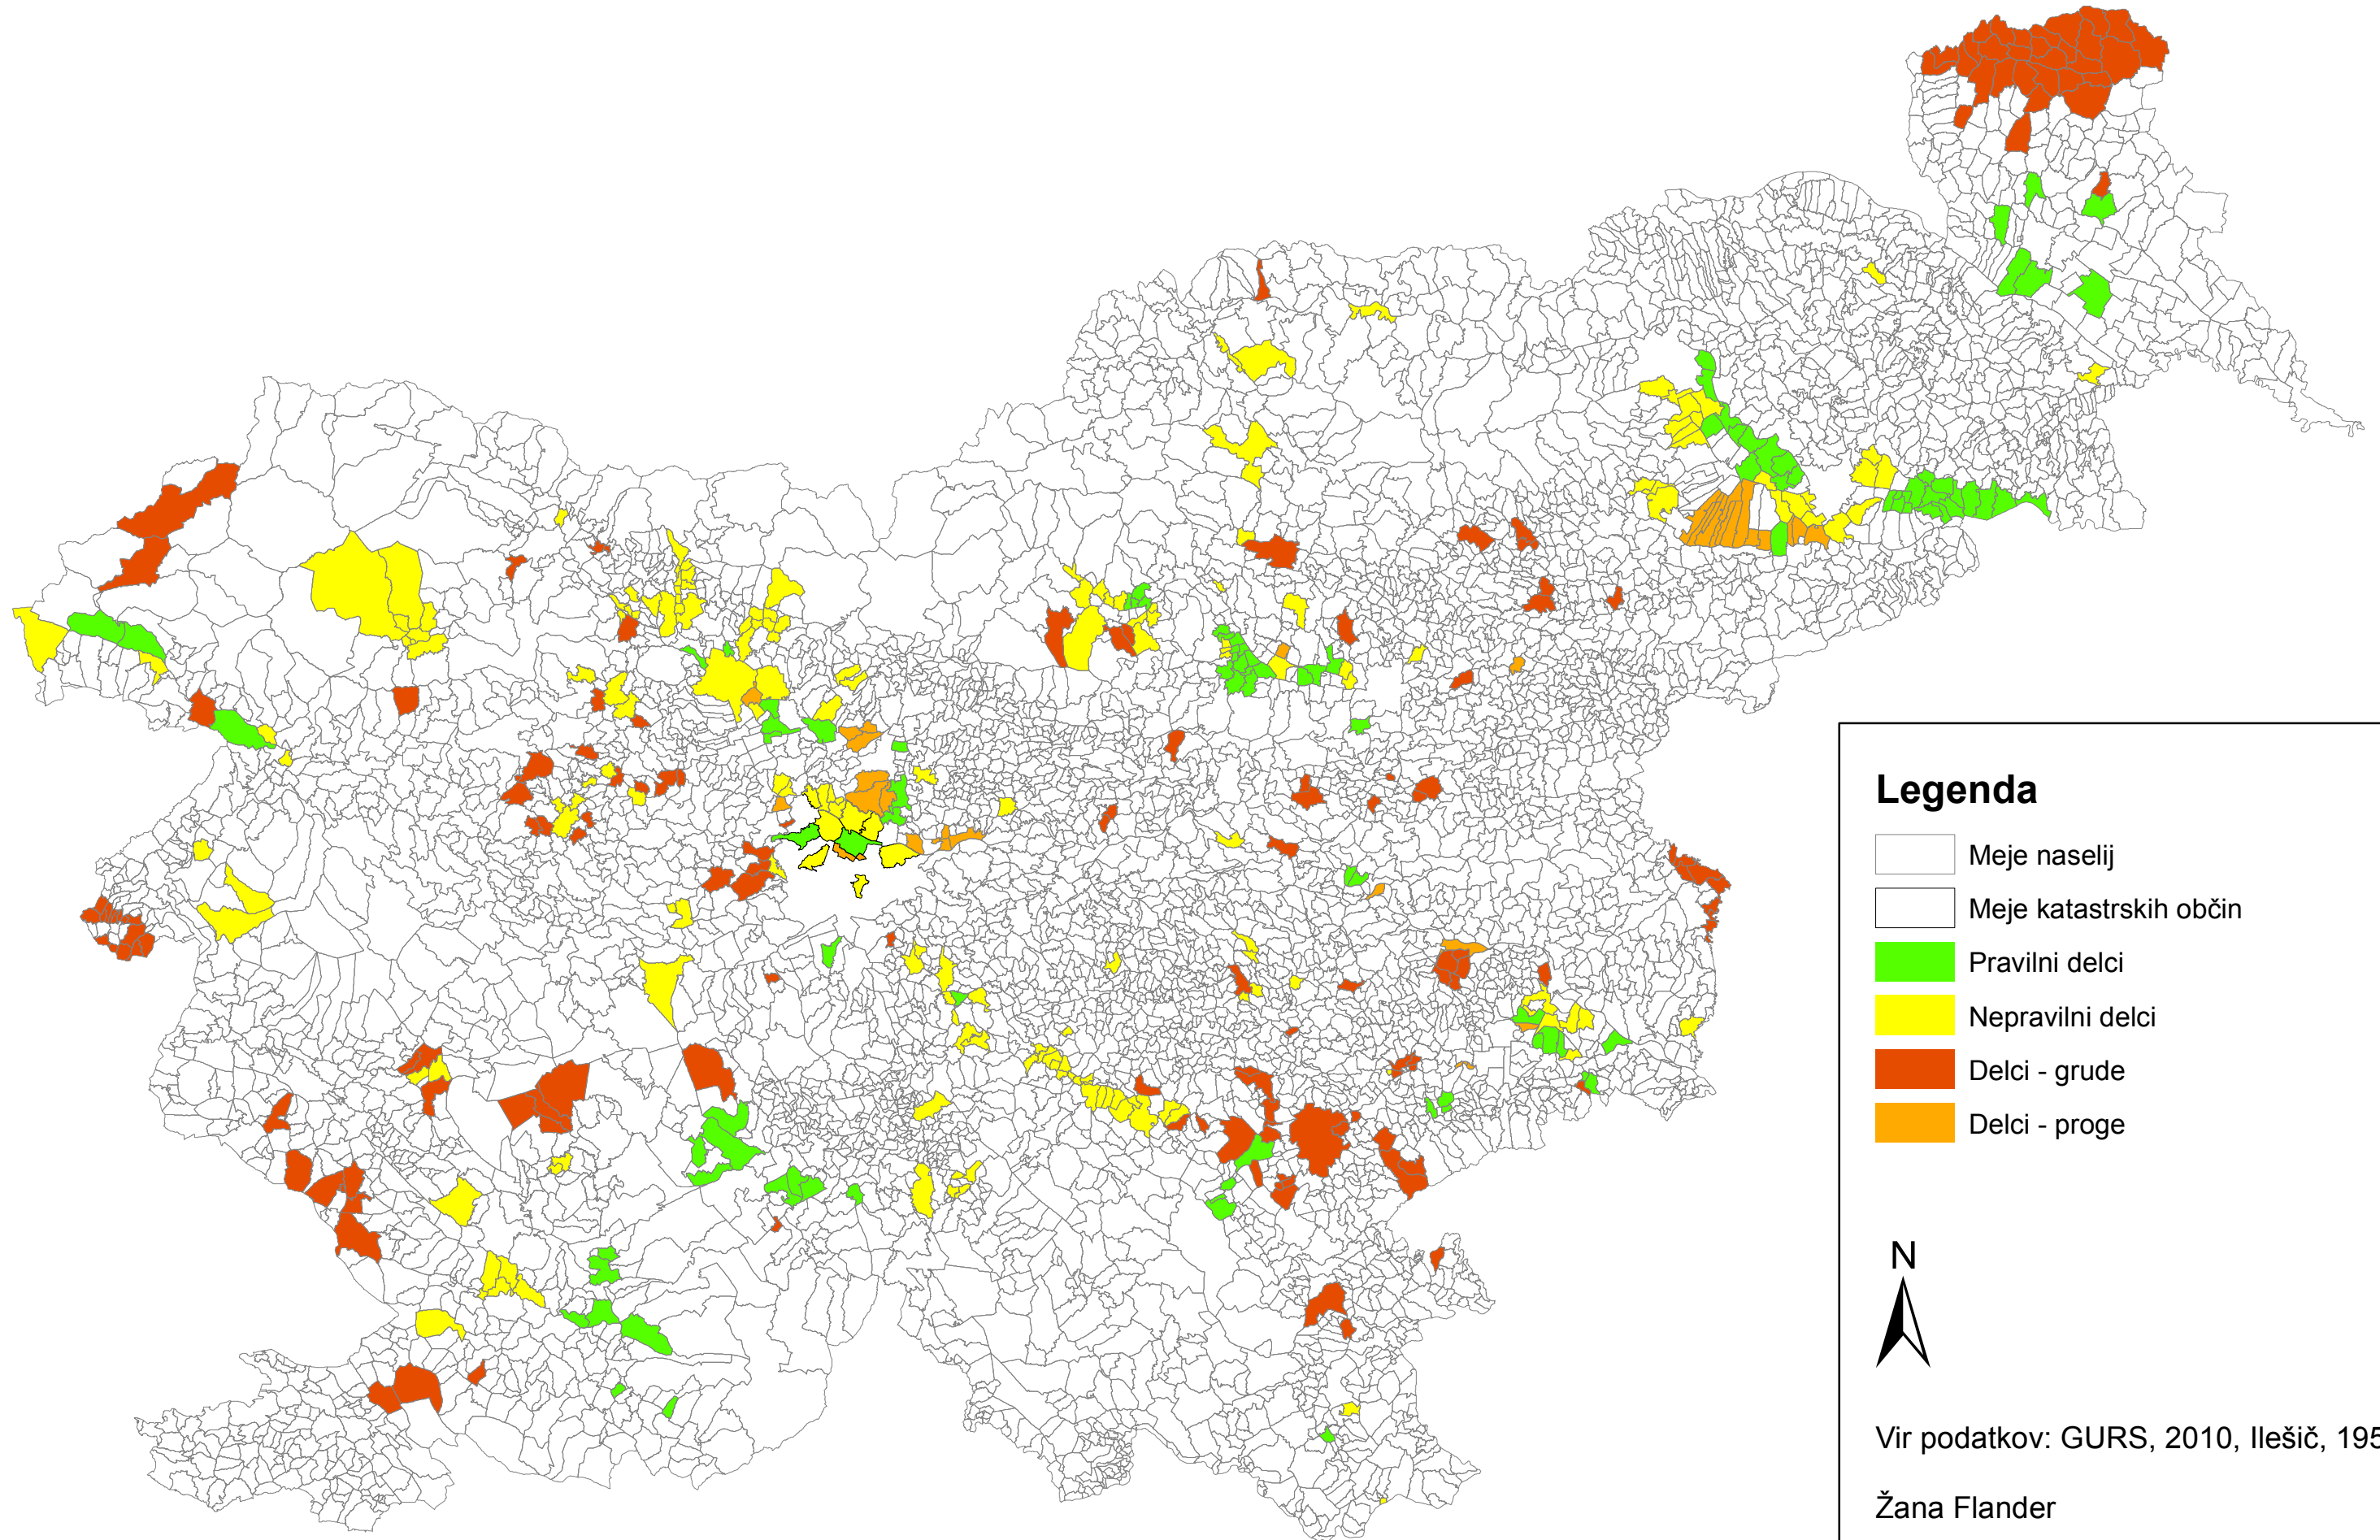 Legenda
Meje naselij
Meje katastrskih občin
Pravilni delci
Nepravilni delci
Delci - grude
Delci - proge
N
Vir podatkov: GURS, 2010, Ilešič, 195
Žana Flander